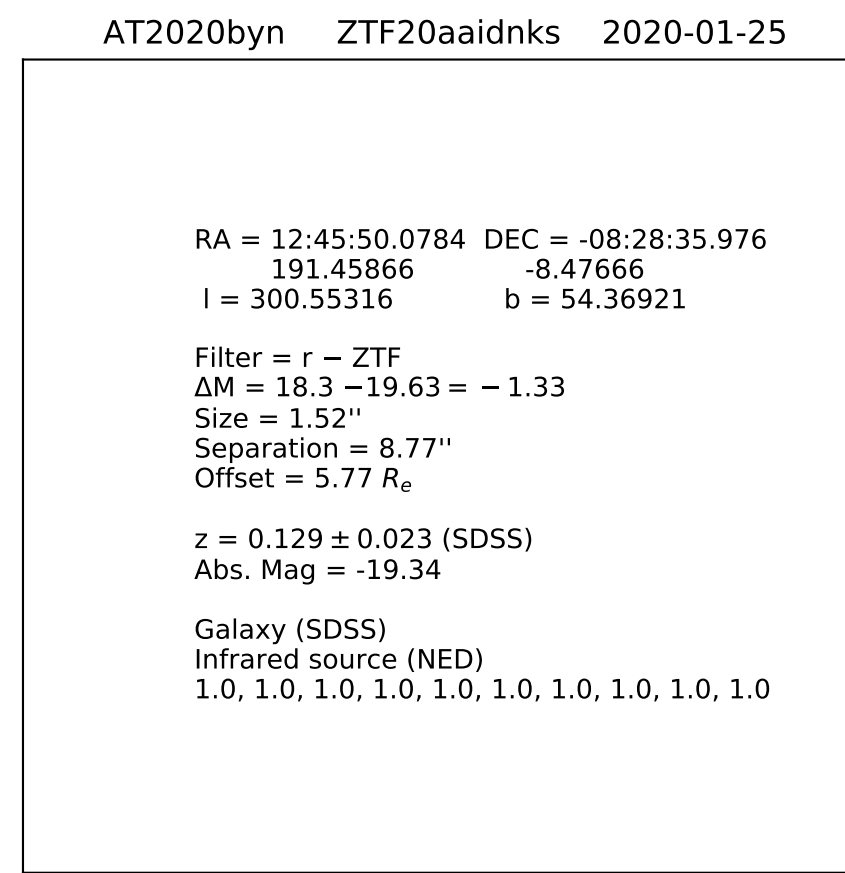 AT2020byn ZTF20aaidnks 2020-01-25
RA = 12:45:50.0784 DEC = -08:28:35.976
191.45866 -8.47666
l = 300.55316 b = 54.36921
Filter = r − ZTF
ΔM = 18.3 −19.63 = − 1.33
Size = 1.52''
Separation = 8.77''
Offset = 5.77 Rₑ
z = 0.129 ± 0.023 (SDSS)
Abs. Mag = -19.34
Galaxy (SDSS)
Infrared source (NED)
1.0, 1.0, 1.0, 1.0, 1.0, 1.0, 1.0, 1.0, 1.0, 1.0